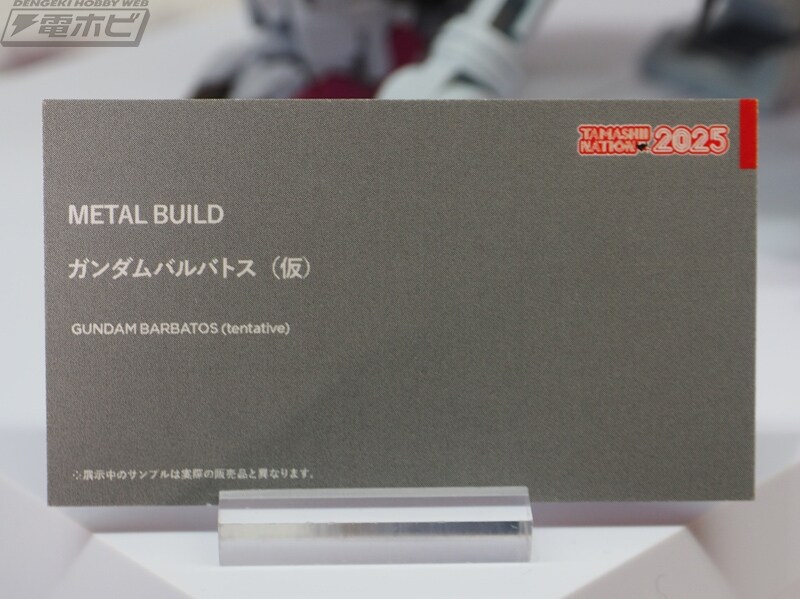 DENGEKI HOBBY WEB
電ホビ
TAMASHII
NATION 2025
METAL BUILD
ガンダムバルバトス（仮）
GUNDAM BARBATOS (tentative)
※展示中のサンプルは実際の販売品と異なります。